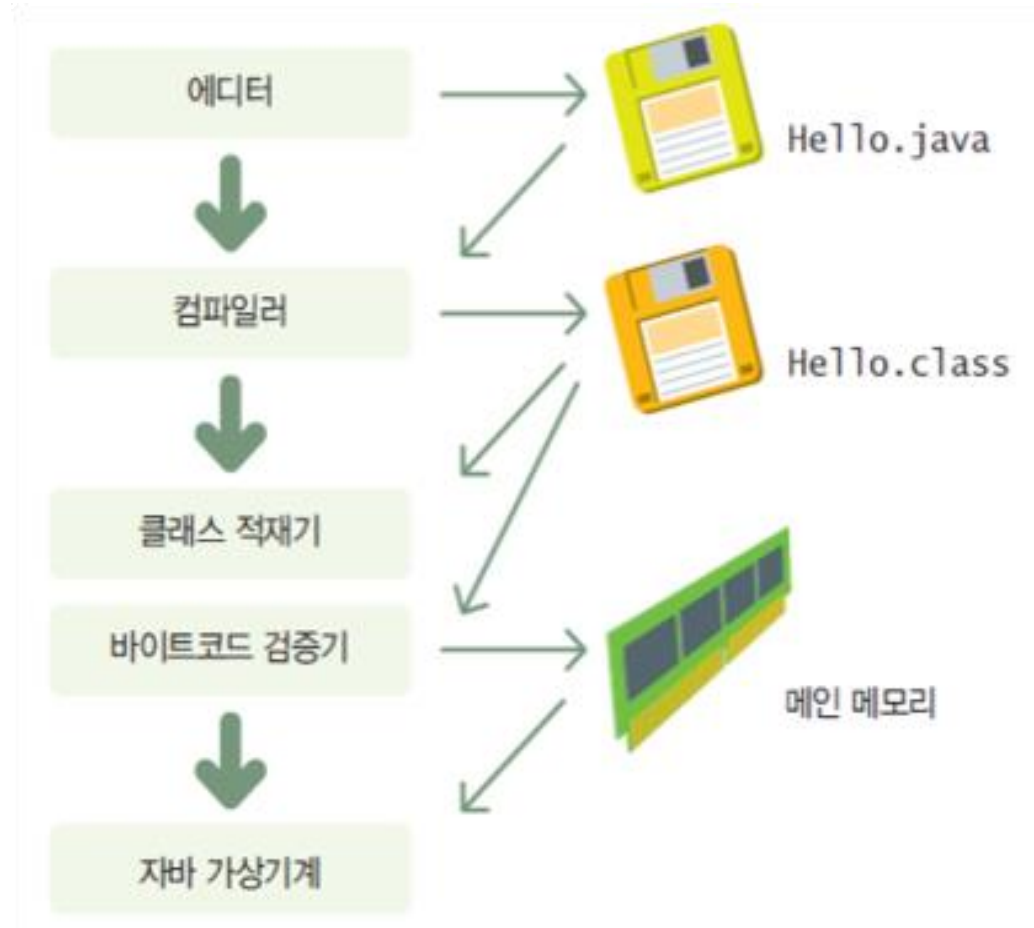 에디터
Hello.java
컴파일러
Hello.class
클래스 적재기
바이트코드 검증기
메인 메모리
자바 가상기계